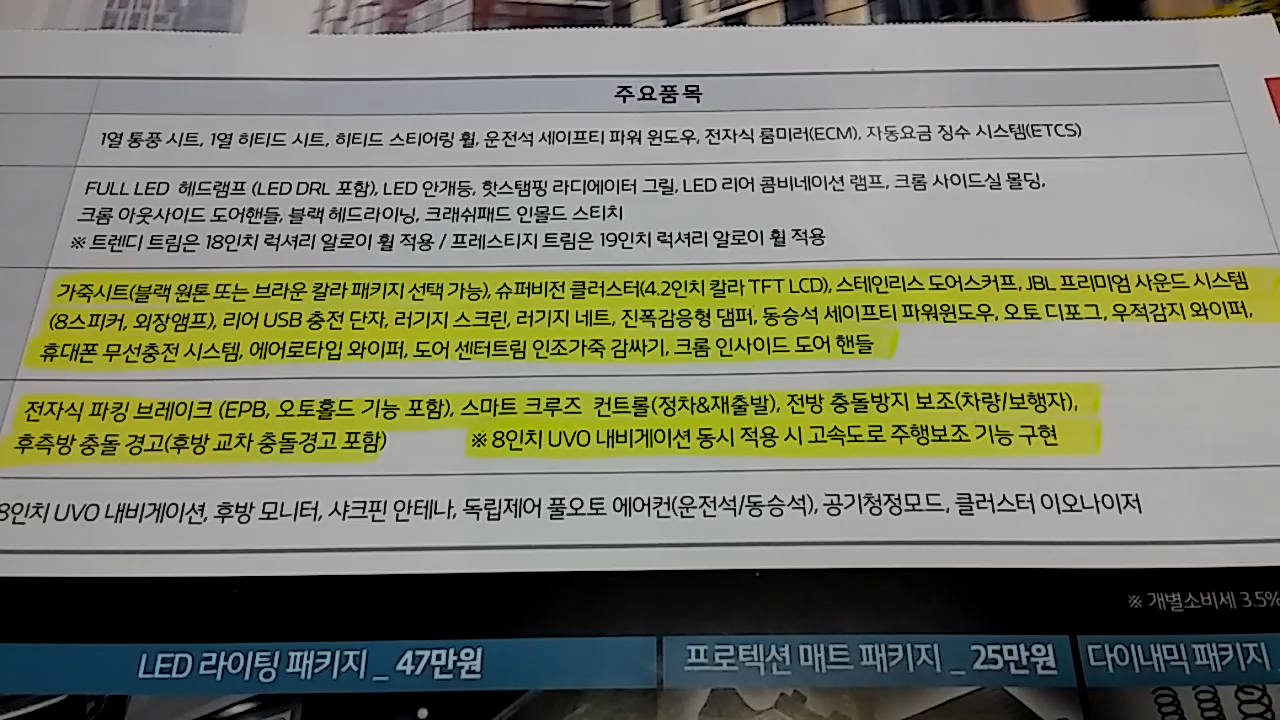 주요품목
1열 통풍 시트, 1열 히티드 시트, 히티드 스티어링 휠, 운전석 세이프티 파워 윈도우, 전자식 룸미러(ECM), 자동요금 징수 시스템(ETCS)
FULL LED 헤드램프 (LED DRL 포함), LED 안개등, 핫스탬핑 라디에이터 그릴, LED 리어 콤비네이션 램프, 크롬 사이드실 몰딩,
크롬 아웃사이드 도어핸들, 블랙 헤드라이닝, 크래쉬패드 인몰드 스티치
※ 트렌디 트림은 18인치 럭셔리 알로이 휠 적용 / 프레스티지 트림은 19인치 럭셔리 알로이 휠 적용
가죽시트(블랙 원톤 또는 브라운 칼라 패키지 선택 가능), 슈퍼비전 클러스터(4.2인치 칼라 TFT LCD), 스테인리스 도어스커프, JBL 프리미엄 사운드 시스템
(8스피커, 외장앰프), 리어 USB 충전 단자, 러기지 스크린, 러기지 네트, 진폭감응형 댐퍼, 동승석 세이프티 파워윈도우, 오토 디포그, 우적감지 와이퍼,
휴대폰 무선충전 시스템, 에어로타입 와이퍼, 도어 센터트림 인조가죽 감싸기, 크롬 인사이드 도어 핸들
전자식 파킹 브레이크 (EPB, 오토홀드 기능 포함), 스마트 크루즈 컨트롤(정차&재출발), 전방 충돌방지 보조(차량/보행자),
후측방 충돌 경고(후방 교차 충돌경고 포함) ※ 8인치 UVO 내비게이션 동시 적용 시 고속도로 주행보조 기능 구현
8인치 UVO 내비게이션, 후방 모니터, 샤크핀 안테나, 독립제어 풀오토 에어컨(운전석/동승석), 공기청정모드, 클러스터 이오나이저
※ 개별소비세 3.5%
LED 라이팅 패키지 _ 47만원
프로텍션 매트 패키지 _ 25만원
다이내믹 패키지 _